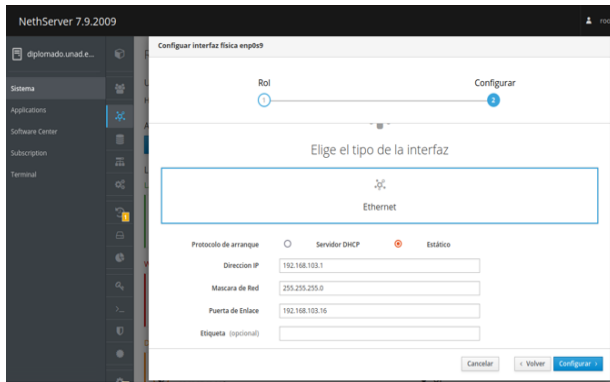 NethServer 7.9.2009
diplomado.unad.e...
Sistema
Applications
Software Center
Subscription
Terminal
1
Configuar interfaz física enp0s9
Rol
Configurar
1
2
Elige el tipo de la interfaz
Ethernet
Protocolo de arranque
Servidor DHCP
Estático
Direccion IP 192.168.103.1
Mascara de Red 255.255.255.0
Puerta de Enlace 192.168.103.16
Etiqueta (opcional)
Cancelar
‹ Volver
Configurar ›